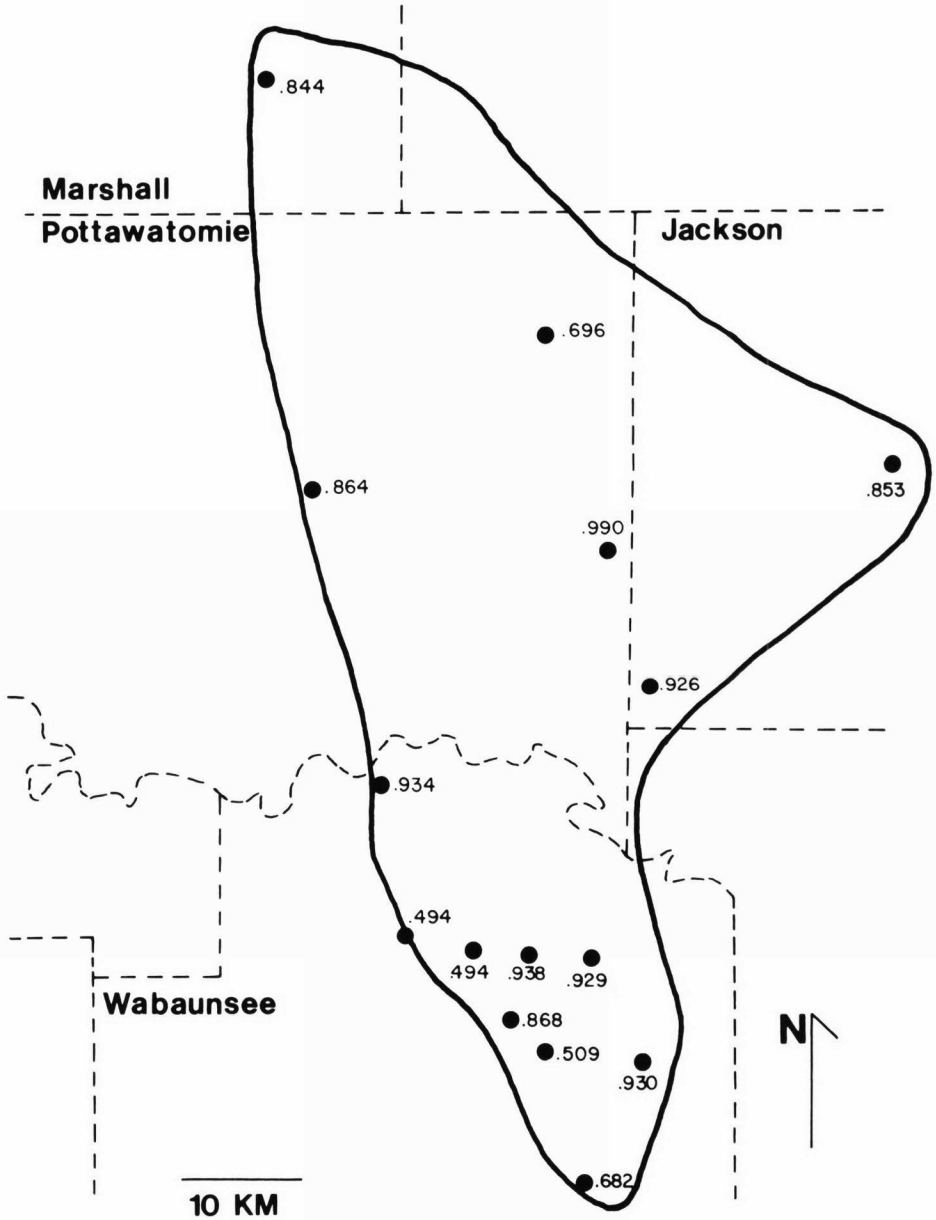 .844
Marshall
Pottawatomie
Jackson
.696
.864
.853
.990
.926
.934
.494
.494
.938
.929
Wabaunsee
.868
.509
.930
N
.682
10 KM